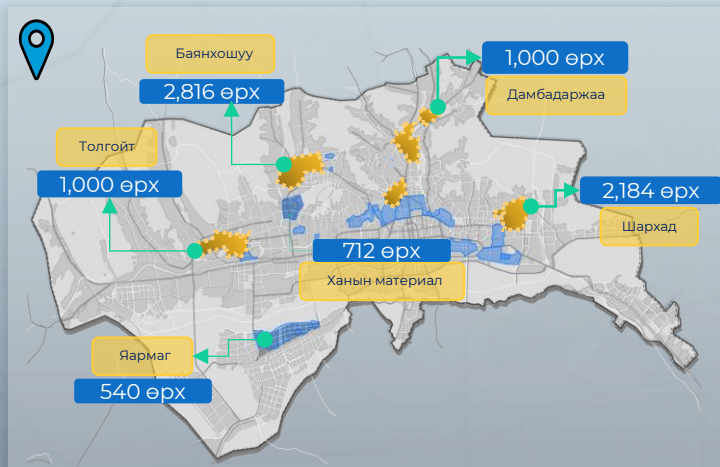 Баянхошуу
2,816 өрх
1,000 өрх
Дамбадаржаа
Толгойт
1,000 өрх
2,184 өрх
Шархад
712 өрх
Ханын материал
Яармаг
540 өрх